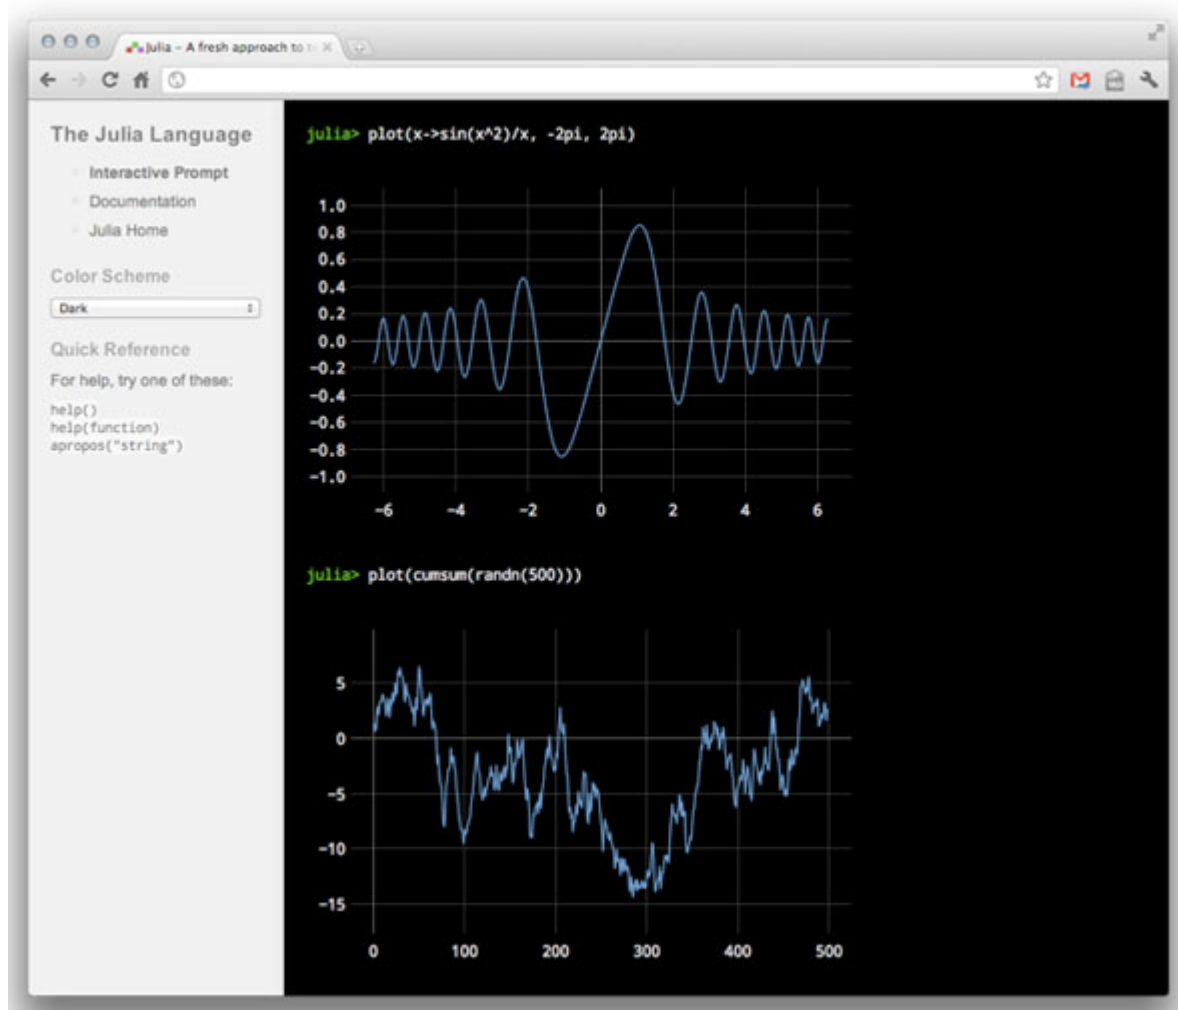 Julia – A fresh approach to t
The Julia Language
Interactive Prompt
Documentation
Julia Home
Color Scheme
Dark
Quick Reference
For help, try one of these:
help()
help(function)
apropos("string")
julia> plot(x->sin(x^2)/x, -2pi, 2pi)
1.0
0.8
0.6
0.4
0.2
0.0
−0.2
−0.4
−0.6
−0.8
−1.0
−6 −4 −2 0 2 4 6
julia> plot(cumsum(randn(500)))
5
0
−5
−10
−15
0 100 200 300 400 500